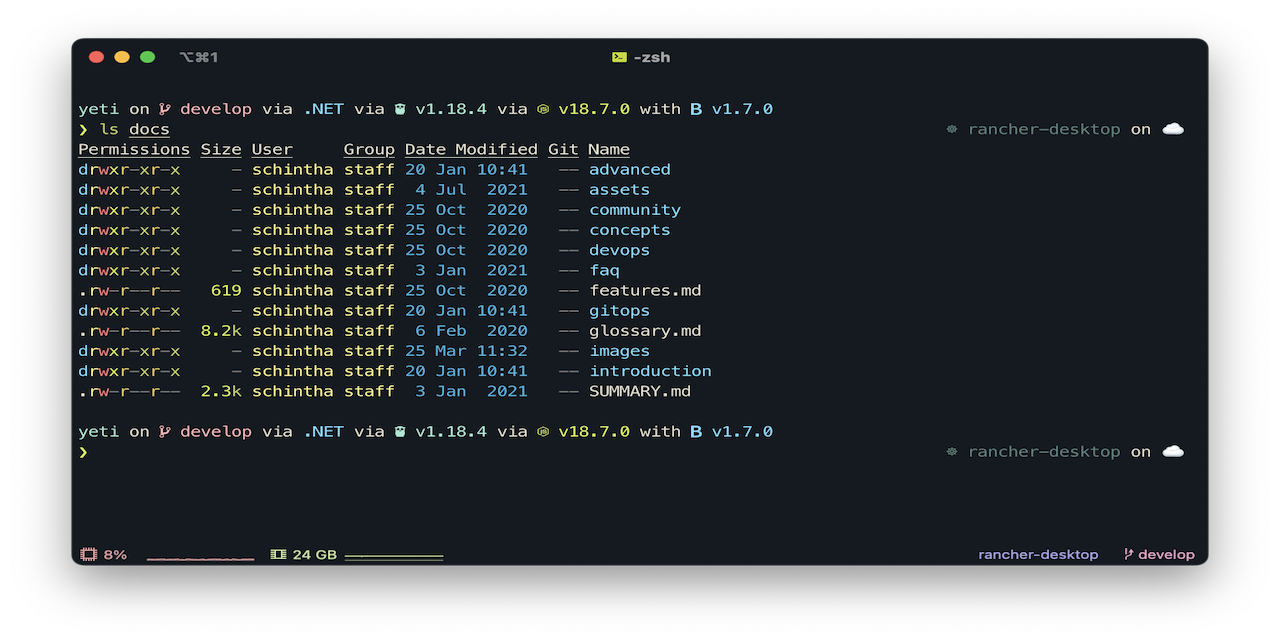 ⌥⌘1 -zsh
yeti on develop via .NET via v1.18.4 via v18.7.0 with B v1.7.0
❯ ls docs rancher-desktop on
Permissions Size User Group Date Modified Git Name
drwxr-xr-x - schintha staff 20 Jan 10:41 -- advanced
drwxr-xr-x - schintha staff 4 Jul 2021 -- assets
drwxr-xr-x - schintha staff 25 Oct 2020 -- community
drwxr-xr-x - schintha staff 25 Oct 2020 -- concepts
drwxr-xr-x - schintha staff 25 Oct 2020 -- devops
drwxr-xr-x - schintha staff 3 Jan 2021 -- faq
.rw-r--r-- 619 schintha staff 25 Oct 2020 -- features.md
drwxr-xr-x - schintha staff 20 Jan 10:41 -- gitops
.rw-r--r-- 8.2k schintha staff 6 Feb 2020 -- glossary.md
drwxr-xr-x - schintha staff 25 Mar 11:32 -- images
drwxr-xr-x - schintha staff 20 Jan 10:41 -- introduction
.rw-r--r-- 2.3k schintha staff 3 Jan 2021 -- SUMMARY.md
yeti on develop via .NET via v1.18.4 via v18.7.0 with B v1.7.0
❯ rancher-desktop on
8% 24 GB rancher-desktop develop